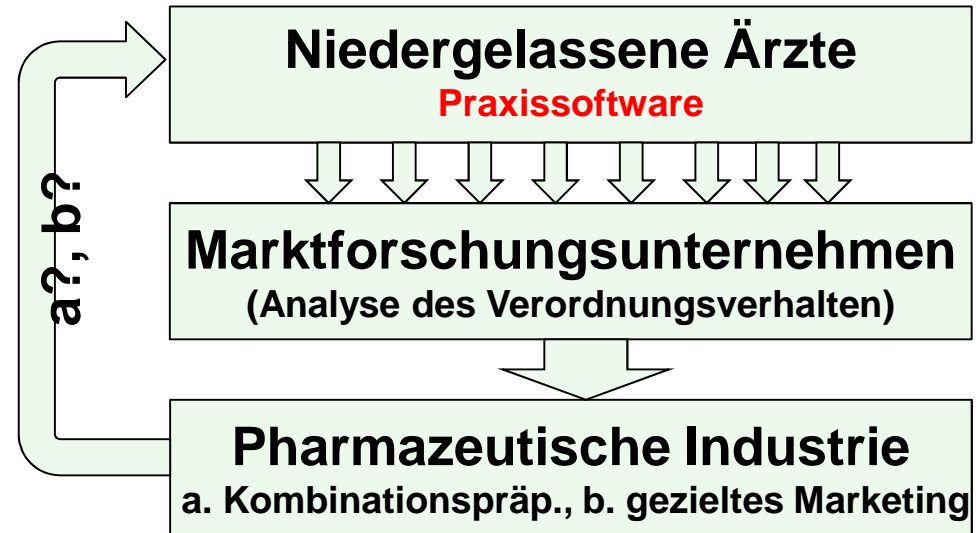 Niedergelassene Ärzte
Praxissoftware
a?, b?
Marktforschungsunternehmen
(Analyse des Verordnungsverhalten)
Pharmazeutische Industrie
a. Kombinationspräp., b. gezieltes Marketing